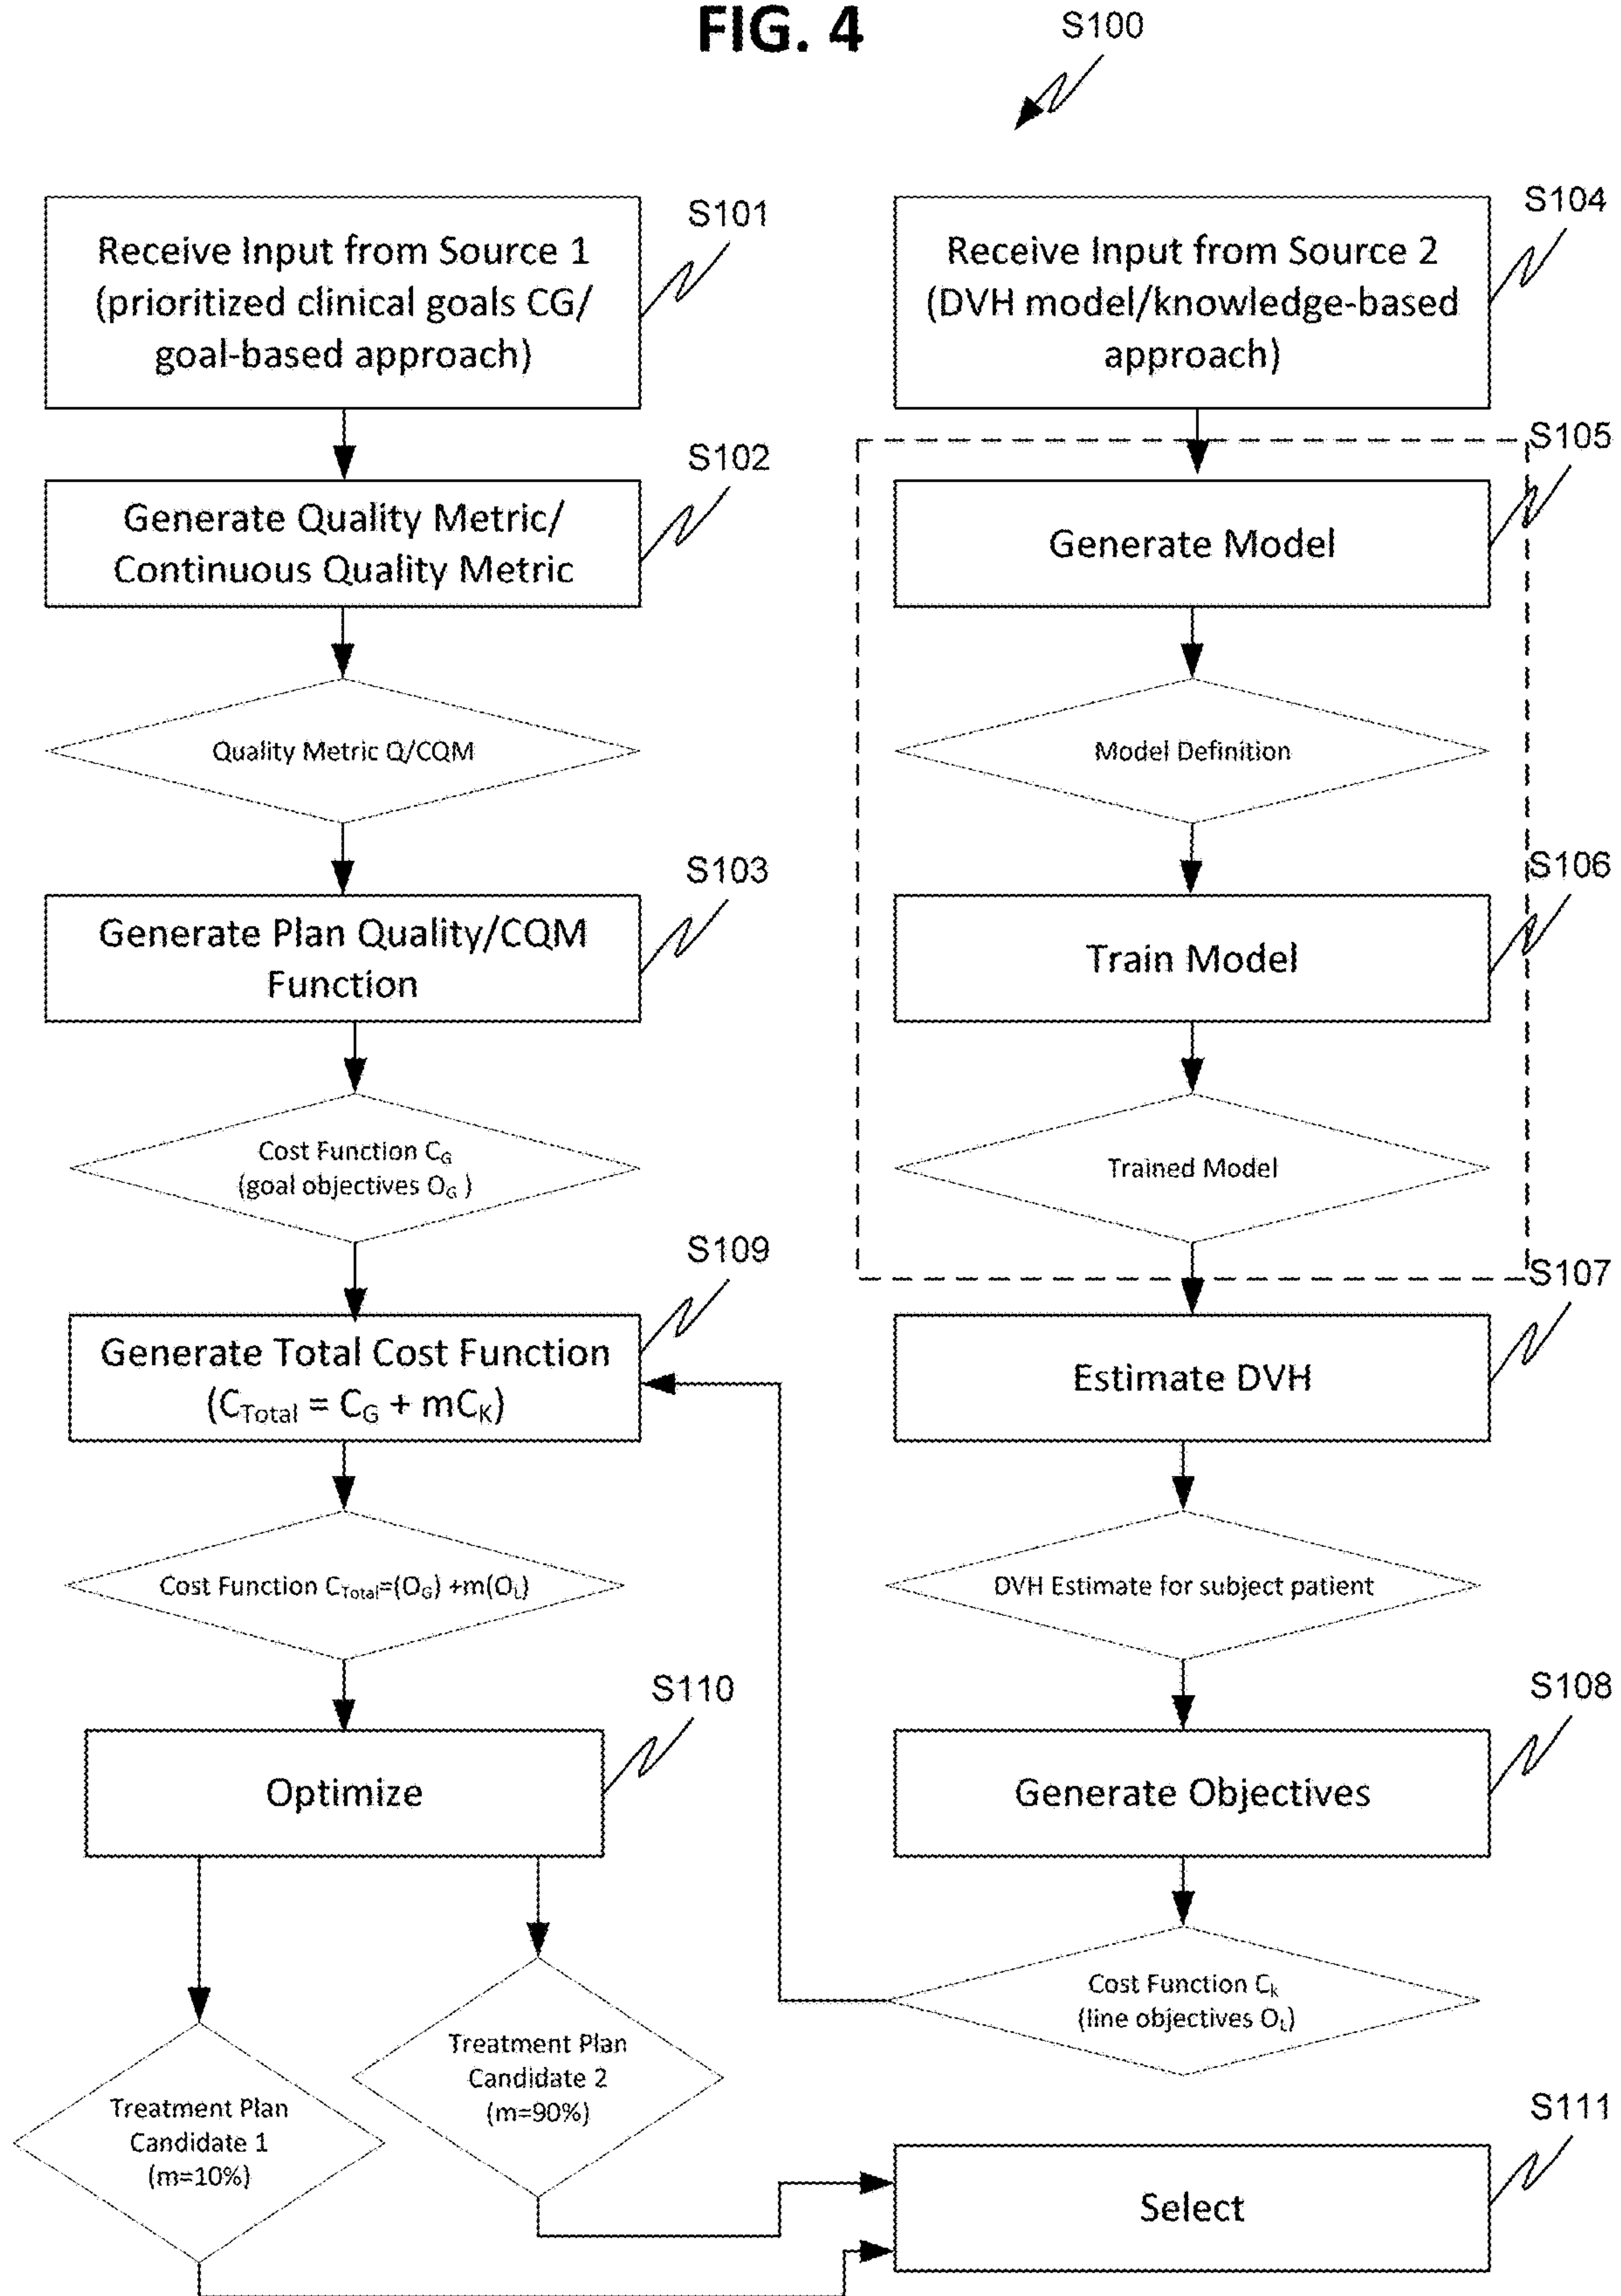 FIG. 4
S100
S101
Receive Input from Source 1
(prioritized clinical goals CG/
goal-based approach)
S104
Receive Input from Source 2
(DVH model/knowledge-based
approach)
S102
Generate Quality Metric/
Continuous Quality Metric
S105
Generate Model
Quality Metric Q/CQM
Model Definition
S103
Generate Plan Quality/CQM
Function
S106
Train Model
Cost Function CG
(goal objectives OG )
Trained Model
S109
Generate Total Cost Function
(CTotal = CG + mCK)
S107
Estimate DVH
Cost Function CTotal=(OG) +m(OL)
DVH Estimate for subject patient
S110
Optimize
S108
Generate Objectives
Cost Function Ck
(line objectives OL)
Treatment Plan
Candidate 2
(m=90%)
Treatment Plan
Candidate 1
(m=10%)
S111
Select